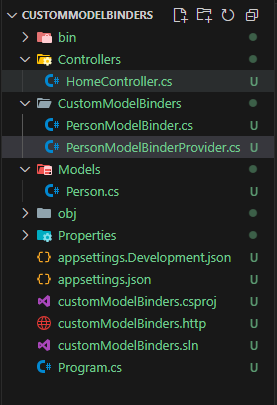 CUSTOMMODELBINDERS
bin
Controllers
C# HomeController.cs U
CustomModelBinders
C# PersonModelBinder.cs U
C# PersonModelBinderProvider.cs U
Models
C# Person.cs U
obj
Properties
{} appsettings.Development.json U
{} appsettings.json U
customModelBinders.csproj U
customModelBinders.http U
customModelBinders.sln U
C# Program.cs U